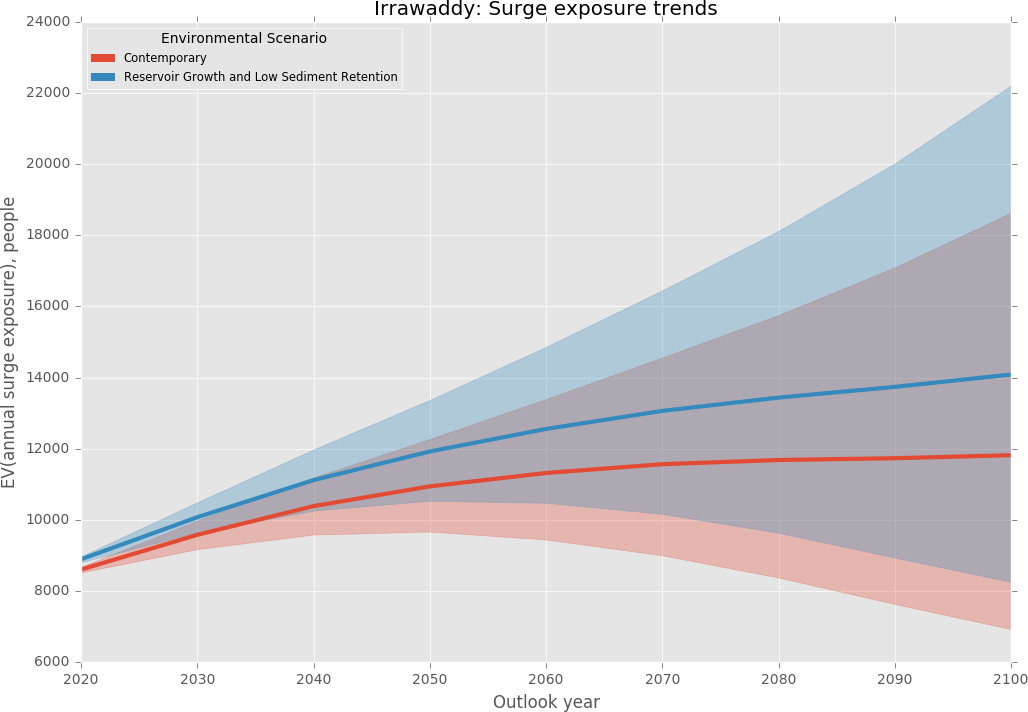 Irrawaddy: Surge exposure trends
Environmental Scenario
Contemporary
Reservoir Growth and Low Sediment Retention
EV(annual surge exposure), people
24000
22000
20000
18000
16000
14000
12000
10000
8000
6000
2020 2030 2040 2050 2060 2070 2080 2090 2100
Outlook year